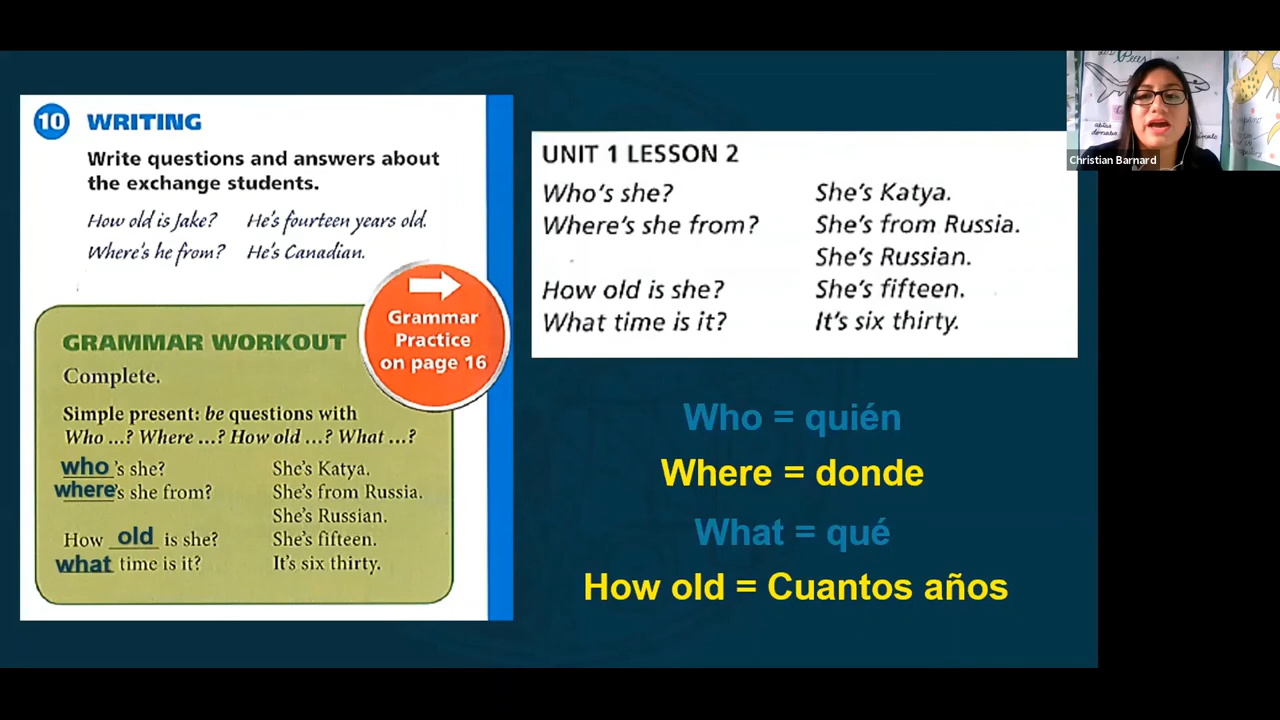 10 WRITING
Write questions and answers about
the exchange students.
How old is Jake? He's fourteen years old.
Where's he from? He's Canadian.
Grammar
Practice
on page 16
GRAMMAR WORKOUT
Complete.
Simple present: be questions with
Who ...? Where ...? How old ...? What ...?
who 's she? She's Katya.
where's she from? She's from Russia.
She's Russian.
How old is she? She's fifteen.
what time is it? It's six thirty.
UNIT 1 LESSON 2
Who's she? She's Katya.
Where's she from? She's from Russia.
She's Russian.
How old is she? She's fifteen.
What time is it? It's six thirty.
Who = quién
Where = donde
What = qué
How old = Cuantos años
Christian Barnard